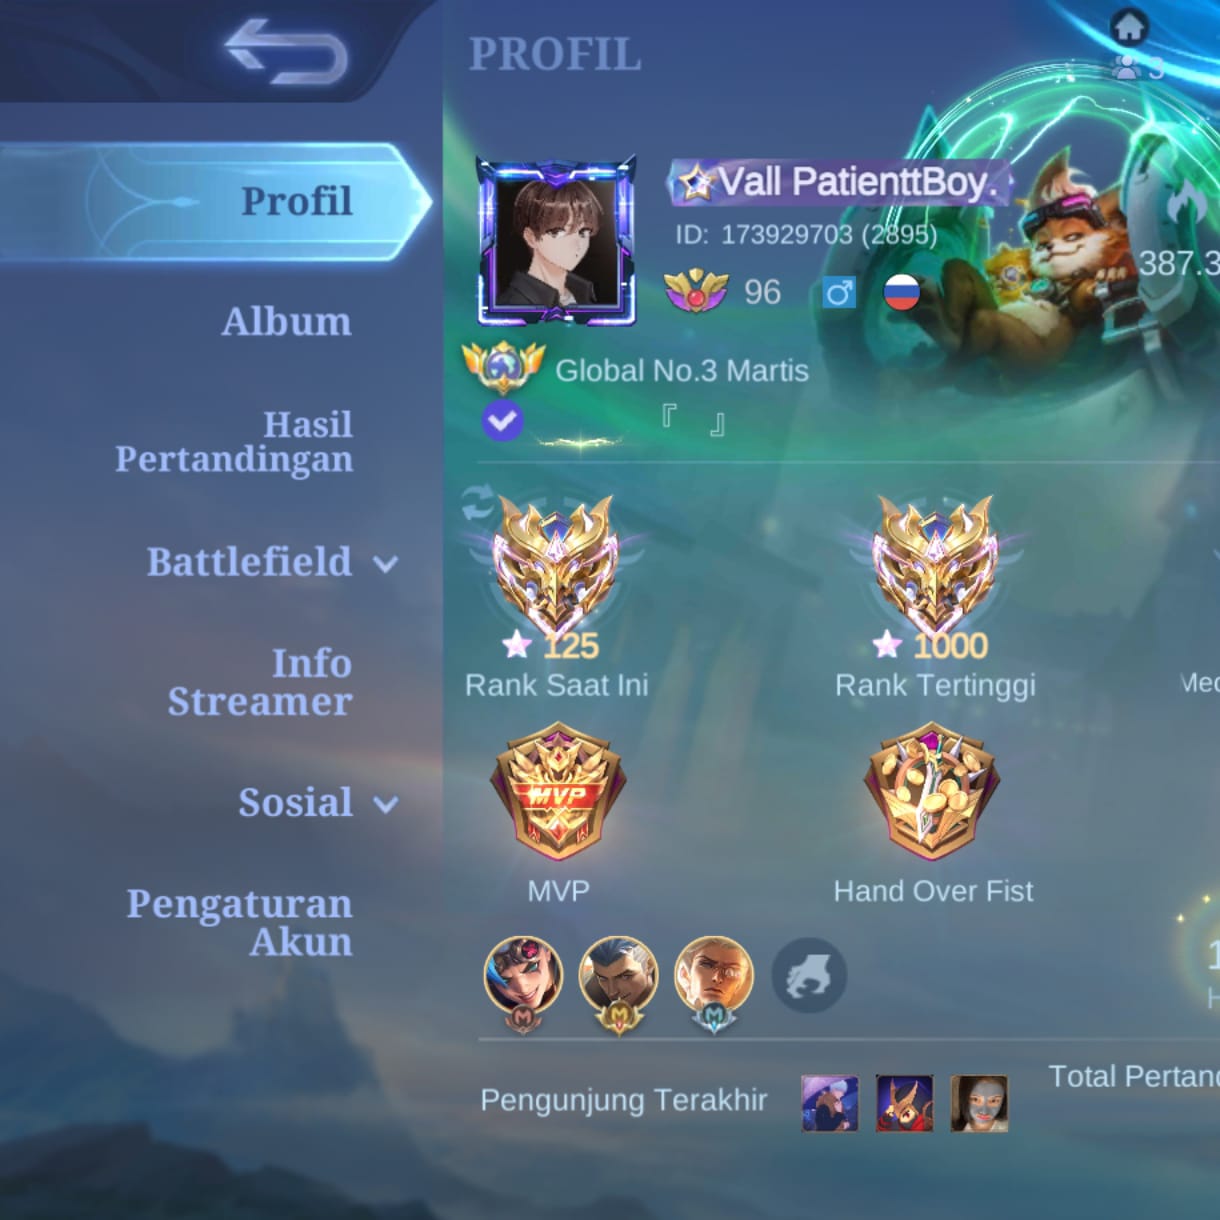 PROFIL
3
Profil
Vall PatienttBoy.
ID: 173929703 (2895)
387.3
96
Album
Global No.3 Martis
『 』
Hasil
Pertandingan
Battlefield
125
1000
Info
Streamer
Rank Saat Ini
Rank Tertinggi
Med
MVP
Sosial
MVP
Hand Over Fist
Pengaturan
Akun
1
H
M
M
M
Pengunjung Terakhir
Total Pertand